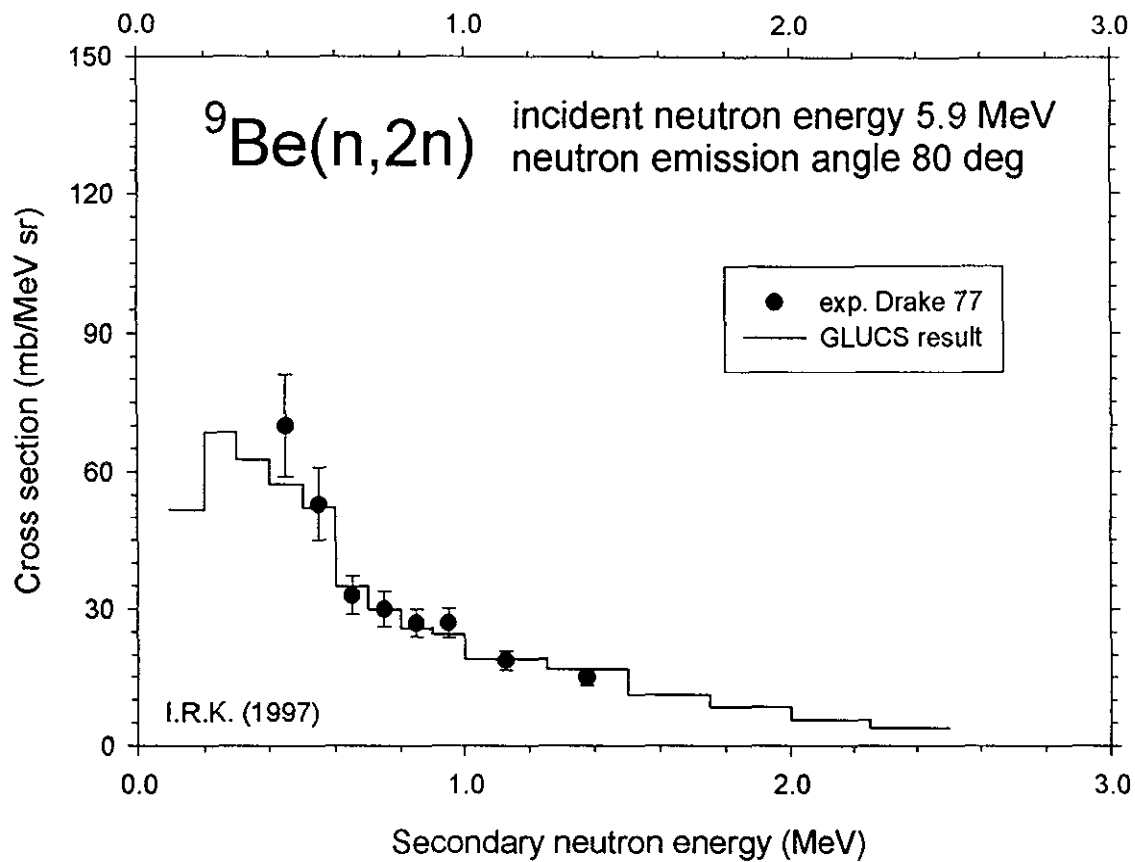 0.0 1.0 2.0 3.0
150
120
90
60
30
0
Cross section (mb/MeV sr)
⁹Be(n,2n)
incident neutron energy 5.9 MeV
neutron emission angle 80 deg
exp. Drake 77
GLUCS result
I.R.K. (1997)
0.0 1.0 2.0 3.0
Secondary neutron energy (MeV)